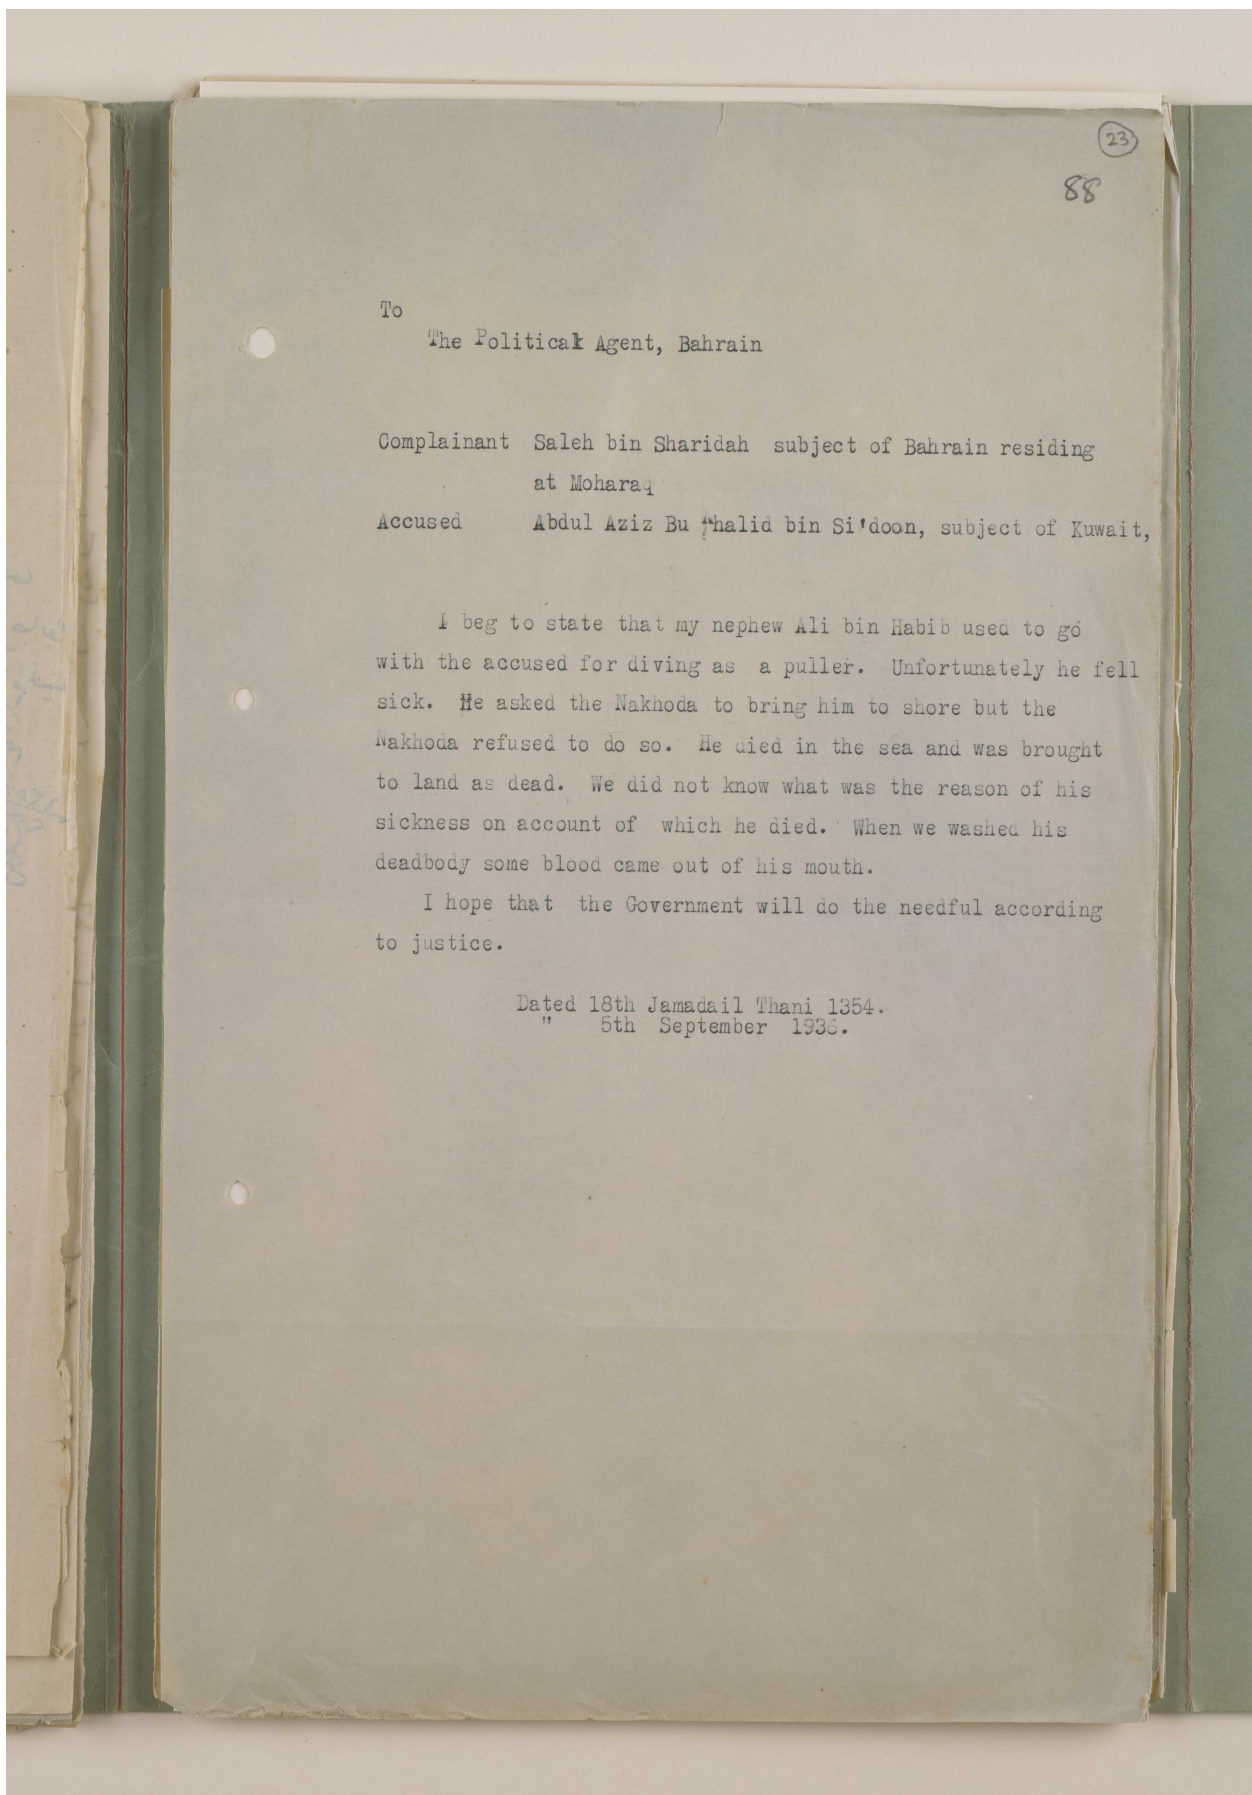 23
88
To
The Political Agent, Bahrain
Complainant Saleh bin Sharidah subject of Bahrain residing
at Moharaq
Accused Abdul Aziz Bu bin Si'doon, subject of Kuwait,
I beg to state that my nephew Ali bin Habib used to go
with the accused for diving as a puller. Unfortunately he fell
sick. He asked the Nakhoda to bring him to shore but the
Nakhoda refused to do so. He died in the sea and was brought
to land as dead. We did not know what was the reason of his
sickness on account of which he died. When we washed his
deadbody some blood came out of his mouth.
I hope that the Government will do the needful according
to justice.
Dated 18th Jamadail Thani 1354.
" 5th September